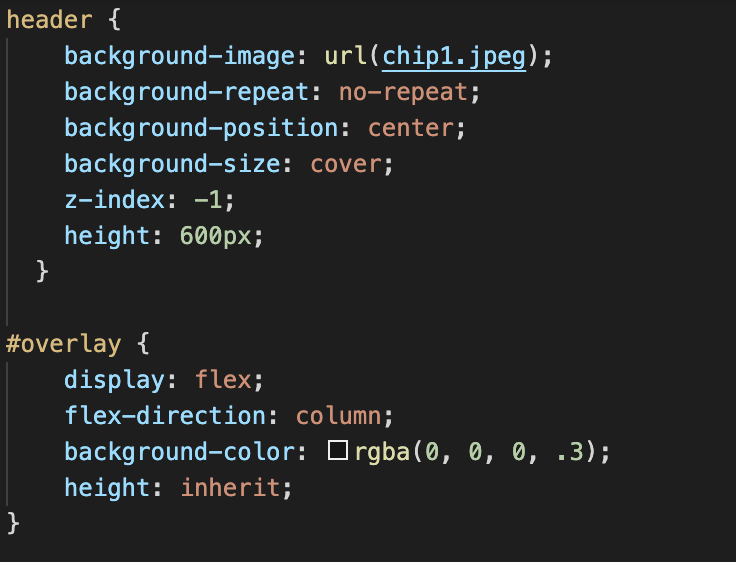 header {
    background-image: url(chip1.jpeg);
    background-repeat: no-repeat;
    background-position: center;
    background-size: cover;
    z-index: -1;
    height: 600px;
  }

#overlay {
    display: flex;
    flex-direction: column;
    background-color: rgba(0, 0, 0, .3);
    height: inherit;
}